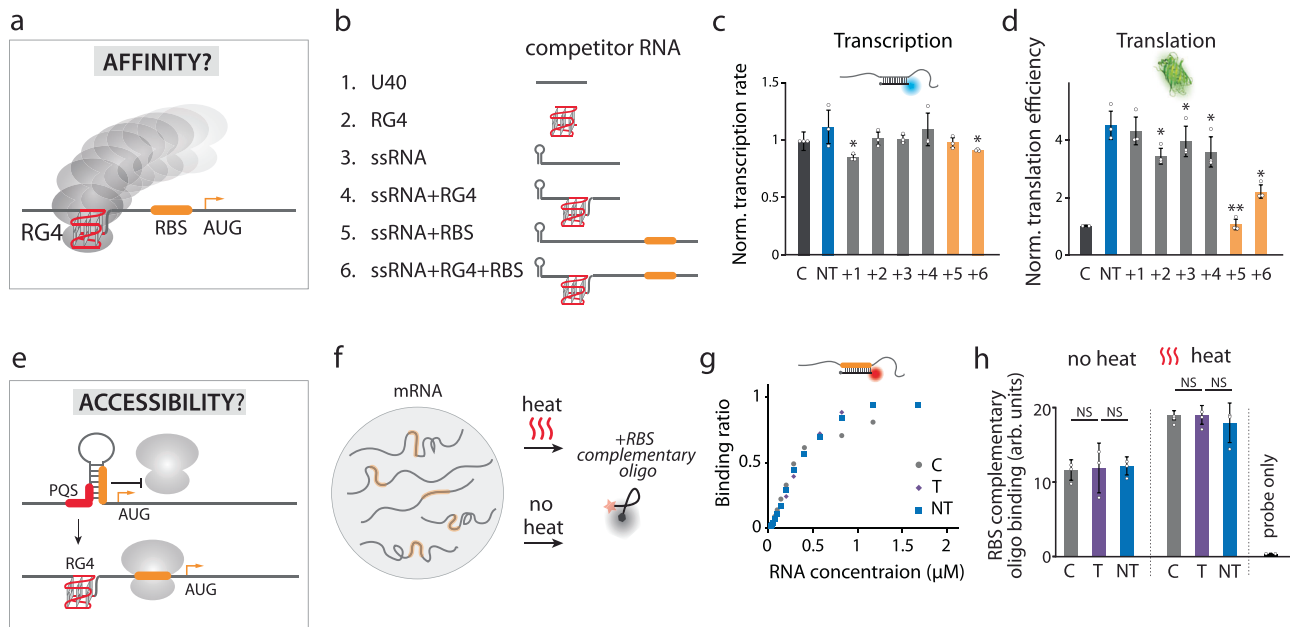 a
AFFINITY?
RG4
RBS
AUG
b
competitor RNA
1. U40
2. RG4
3. ssRNA
4. ssRNA+RG4
5. ssRNA+RBS
6. ssRNA+RG4+RBS
c
Transcription
Norm. transcription rate
1.5
1
0.5
0
*
*
C NT +1 +2 +3 +4 +5 +6
d
Translation
Norm. translation efficiency
4
2
0
*
*
*
**
*
C NT +1 +2 +3 +4 +5 +6
e
ACCESSIBILITY?
PQS
AUG
RG4
AUG
f
mRNA
heat
no
heat
+RBS
complementary
oligo
g
Binding ratio
1
0.5
0
0 0.5 1 1.5 2
RNA concentraion (µM)
C
T
NT
h
no heat
heat
RBS complementary
oligo binding (arb. units)
20
10
0
NS NS
NS NS
probe only
C T NT
C T NT